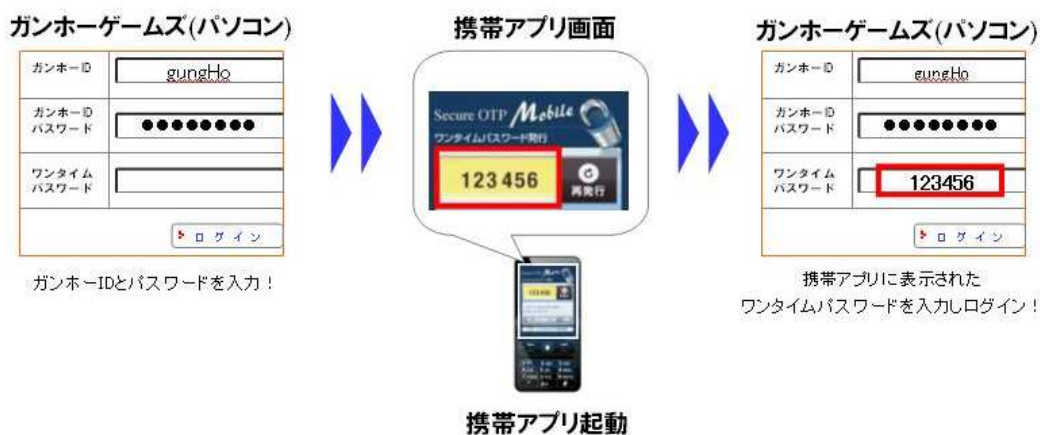 ガンホーゲームズ(パソコン)
ガンホーID
gungHo
ガンホーID
パスワード
●●●●●●●●
ワンタイム
パスワード
ログイン
ガンホーIDとパスワードを入力！
携帯アプリ画面
Secure OTP Mobile
ワンタイムパスワード発行
123 456
再発行
携帯アプリ起動
ガンホーゲームズ(パソコン)
ガンホーID
gungHo
ガンホーID
パスワード
●●●●●●●●
ワンタイム
パスワード
123456
ログイン
携帯アプリに表示された
ワンタイムパスワードを入力しログイン！